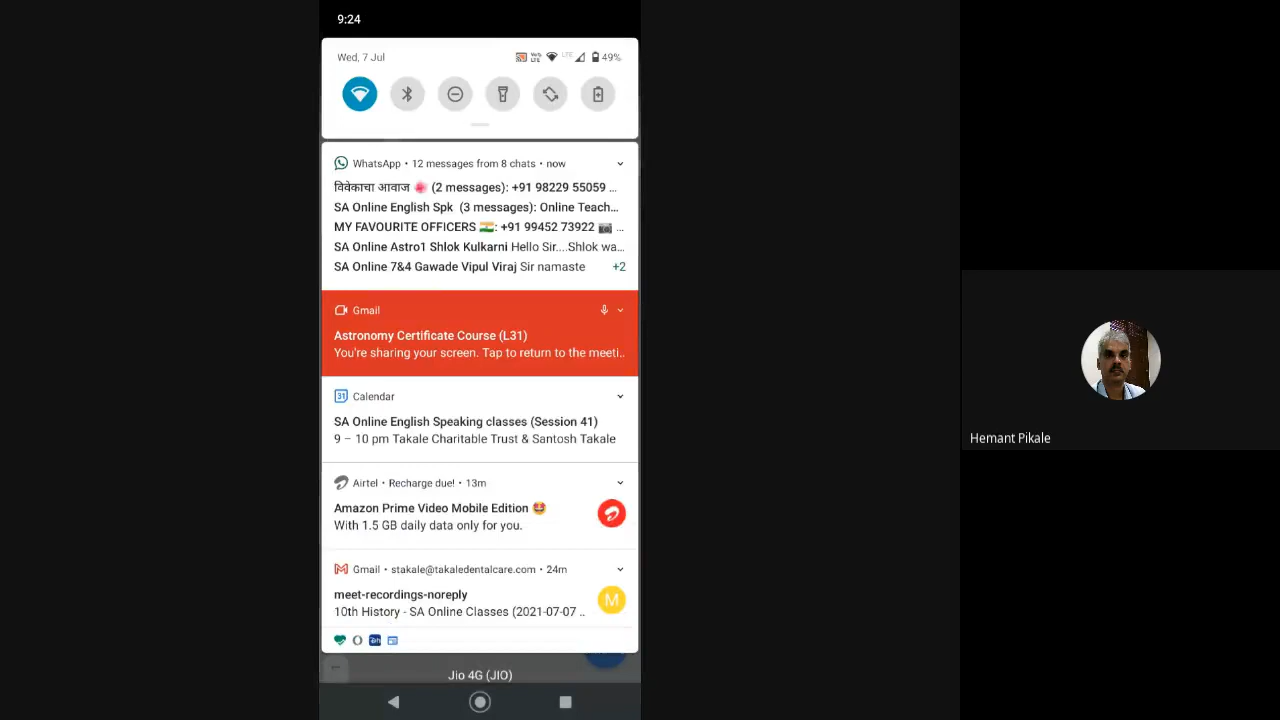 9:24
Wed, 7 Jul
49%
WhatsApp • 12 messages from 8 chats • now
विवेकाचा आवाज 🌺 (2 messages): +91 98229 55059 ...
SA Online English Spk (3 messages): Online Teach...
MY FAVOURITE OFFICERS 🇮🇳: +91 99452 73922 📷 ...
SA Online Astro1 Shlok Kulkarni Hello Sir....Shlok wa...
SA Online 7&4 Gawade Vipul Viraj Sir namaste +2
Gmail
Astronomy Certificate Course (L31)
You're sharing your screen. Tap to return to the meeti..
31 Calendar
SA Online English Speaking classes (Session 41)
9 – 10 pm Takale Charitable Trust & Santosh Takale
Airtel • Recharge due! • 13m
Amazon Prime Video Mobile Edition 🤩
With 1.5 GB daily data only for you.
Gmail • stakale@takaledentalcare.com • 24m
meet-recordings-noreply
M
10th History - SA Online Classes (2021-07-07 ..
Jio 4G (JIO)
Hemant Pikale